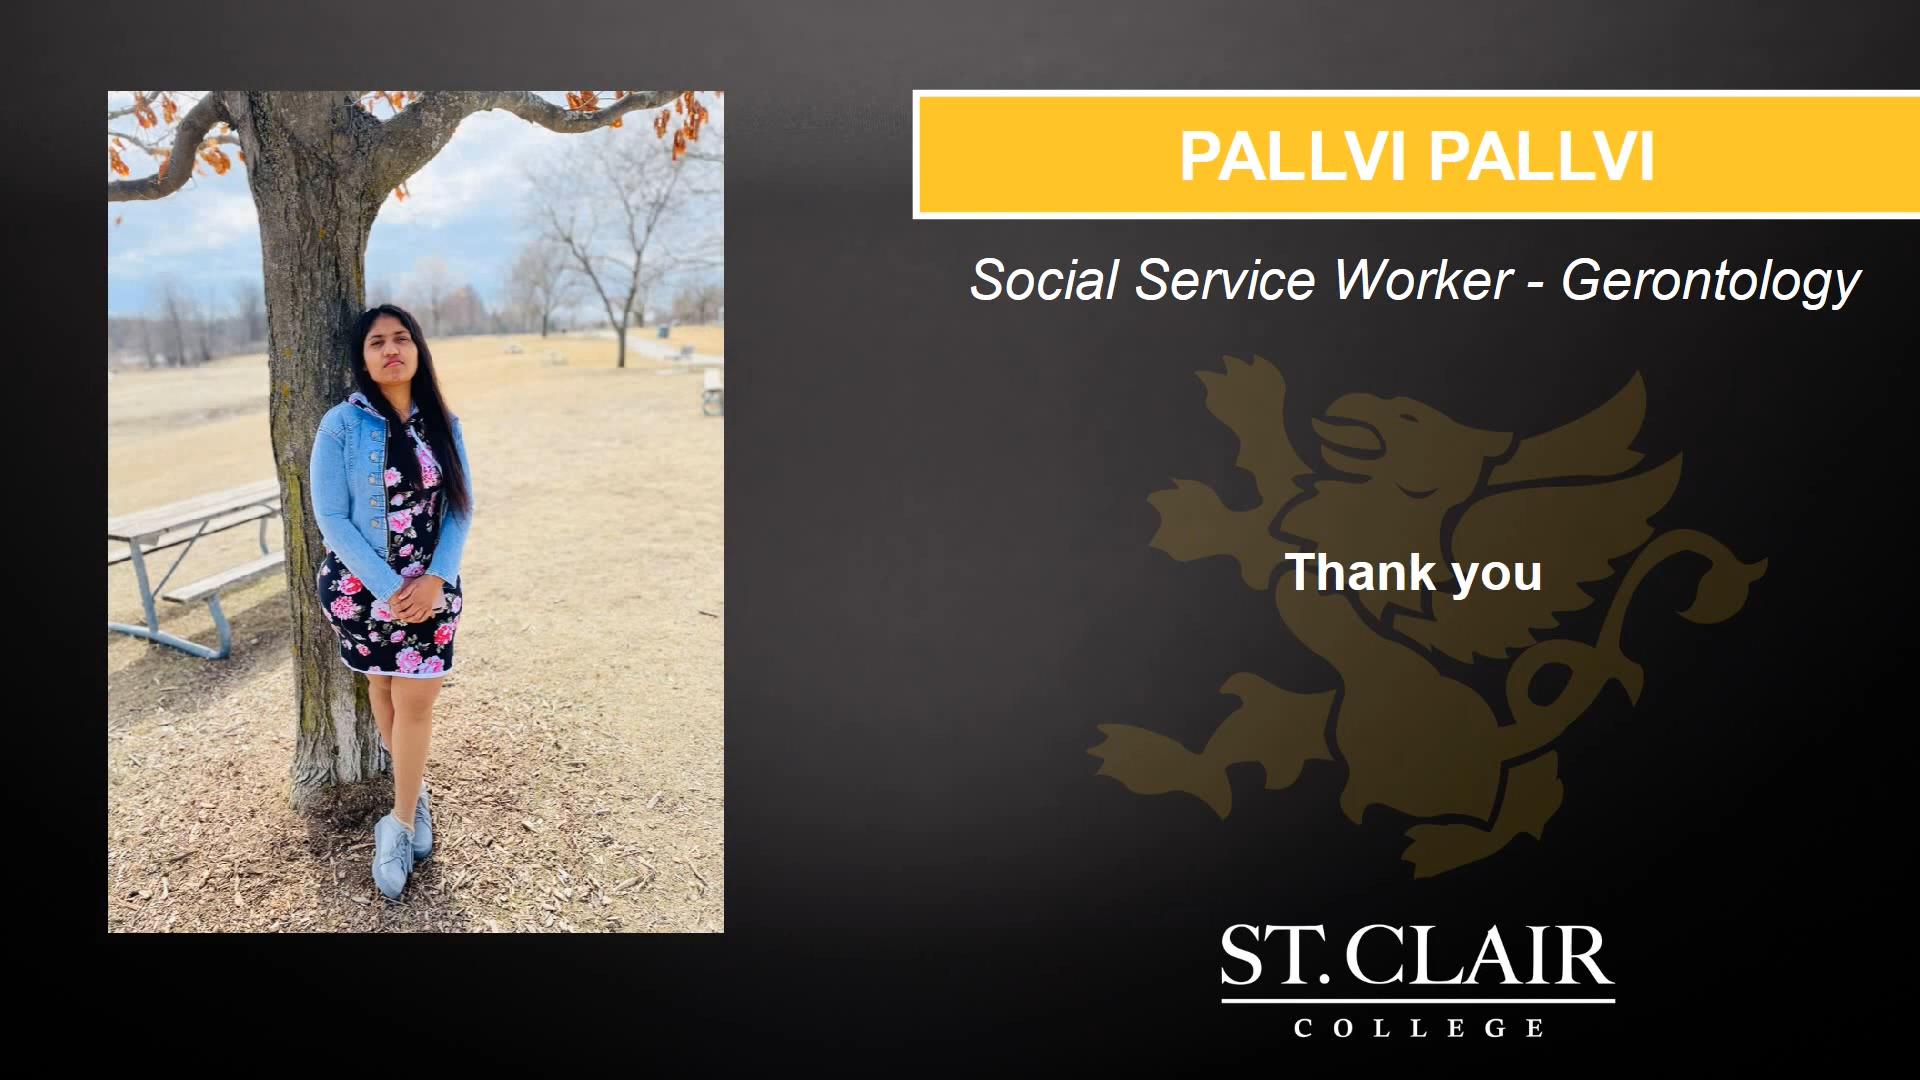 PALLVI PALLVI
Social Service Worker - Gerontology
Thank you
ST. CLAIR
COLLEGE